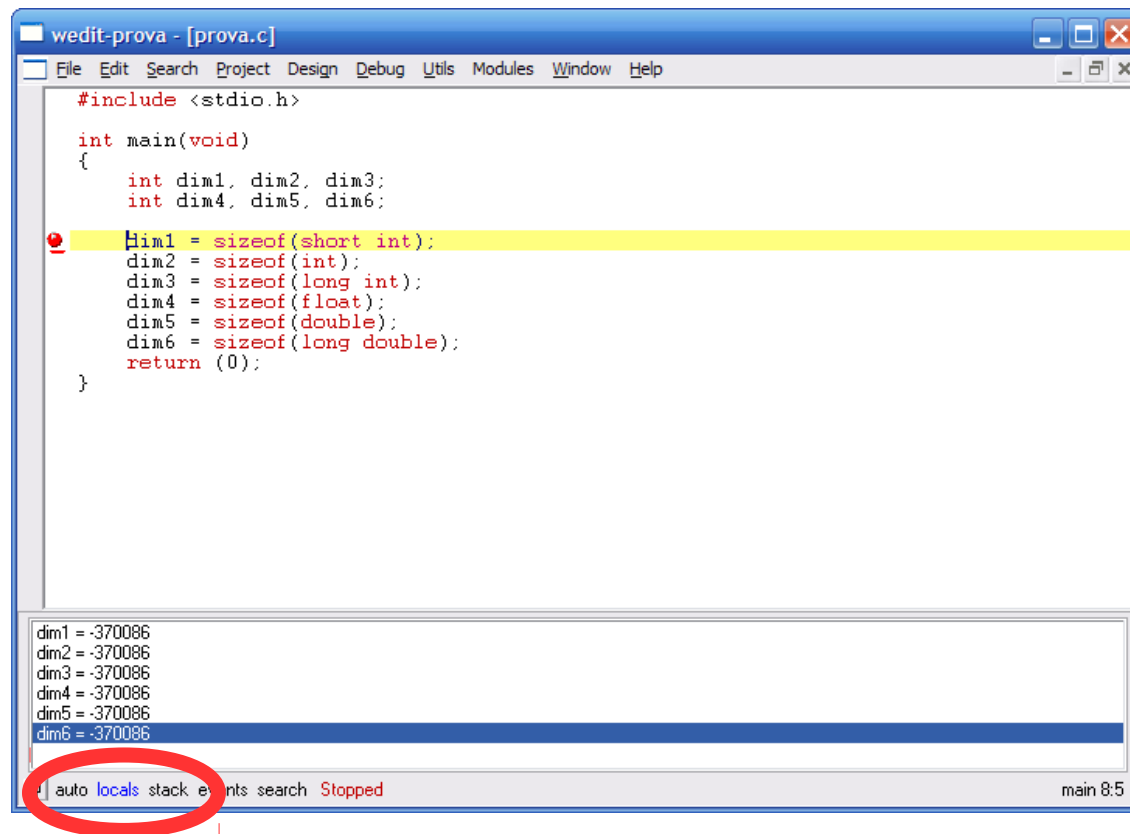 wedit-prova - [prova.c]
File Edit Search Project Design Debug Utils Modules Window Help
#include <stdio.h>
int main(void)
{
int dim1, dim2, dim3;
int dim4, dim5, dim6;
dim1 = sizeof(short int);
dim2 = sizeof(int);
dim3 = sizeof(long int);
dim4 = sizeof(float);
dim5 = sizeof(double);
dim6 = sizeof(long double);
return (0);
}
dim1 = -370086
dim2 = -370086
dim3 = -370086
dim4 = -370086
dim5 = -370086
dim6 = -370086
auto locals stack events search Stopped main 8:5